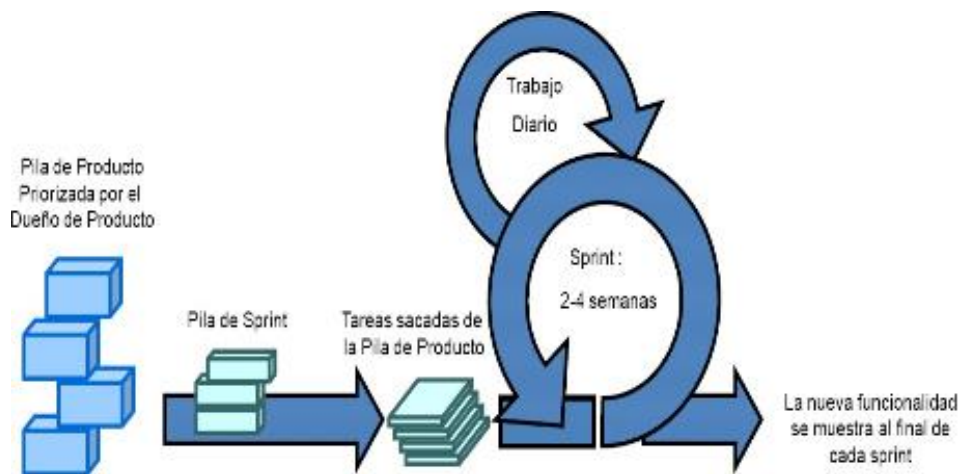 Pila de Producto
Priorizada por el
Dueño de Producto
Pila de Sprint
Tareas sacadas de
la Pila de Producto
Trabajo
Diario
Sprint :
2-4 semanas
La nueva funcionalidad
se muestra al final de
cada sprint